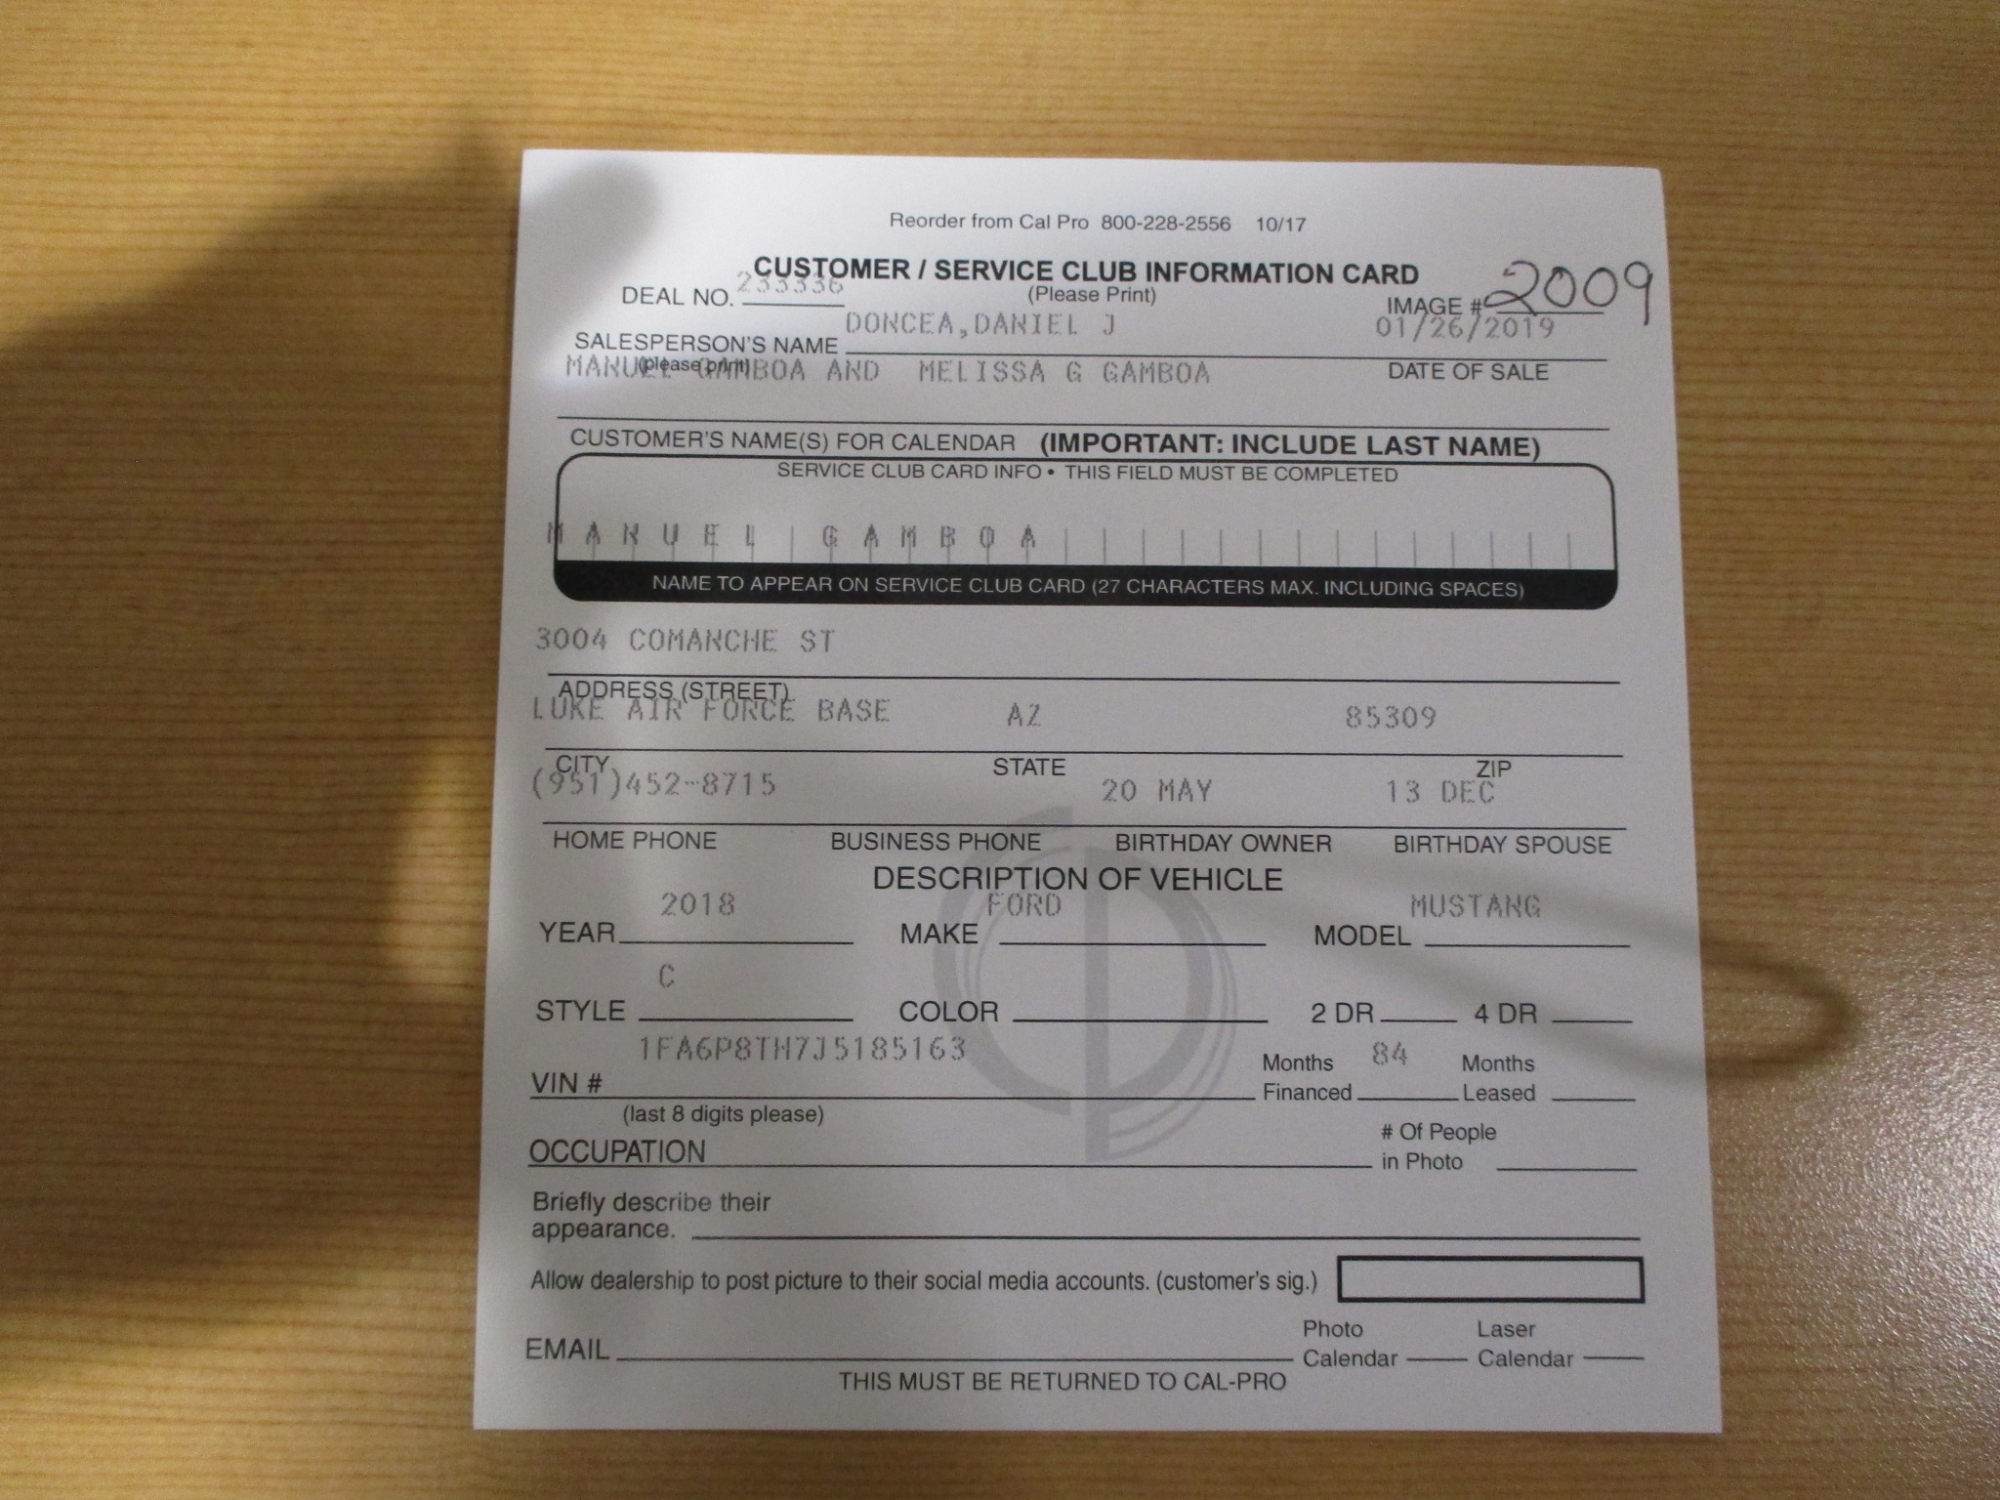 Reorder from Cal Pro 800-228-2556 10/17
CUSTOMER / SERVICE CLUB INFORMATION CARD
DEAL NO. 233336 (Please Print) IMAGE # 2009
DONCEA,DANIEL J 01/26/2019
SALESPERSON'S NAME
(please print) DATE OF SALE
MANUEL GAMBOA AND MELISSA G GAMBOA
CUSTOMER'S NAME(S) FOR CALENDAR (IMPORTANT: INCLUDE LAST NAME)
SERVICE CLUB CARD INFO • THIS FIELD MUST BE COMPLETED
MANUEL GAMBOA
NAME TO APPEAR ON SERVICE CLUB CARD (27 CHARACTERS MAX. INCLUDING SPACES)
3004 COMANCHE ST
ADDRESS (STREET)
LUKE AIR FORCE BASE AZ 85309
CITY STATE ZIP
(951)452-8715 20 MAY 13 DEC
HOME PHONE BUSINESS PHONE BIRTHDAY OWNER BIRTHDAY SPOUSE
DESCRIPTION OF VEHICLE
2018 FORD MUSTANG
YEAR MAKE MODEL
C
STYLE COLOR 2 DR 4 DR
1FA6P8TH7J5185163
VIN # Months Financed 84 Months Leased
(last 8 digits please)
OCCUPATION # Of People in Photo
Briefly describe their
appearance.
Allow dealership to post picture to their social media accounts. (customer's sig.)
EMAIL Photo Calendar Laser Calendar
THIS MUST BE RETURNED TO CAL-PRO